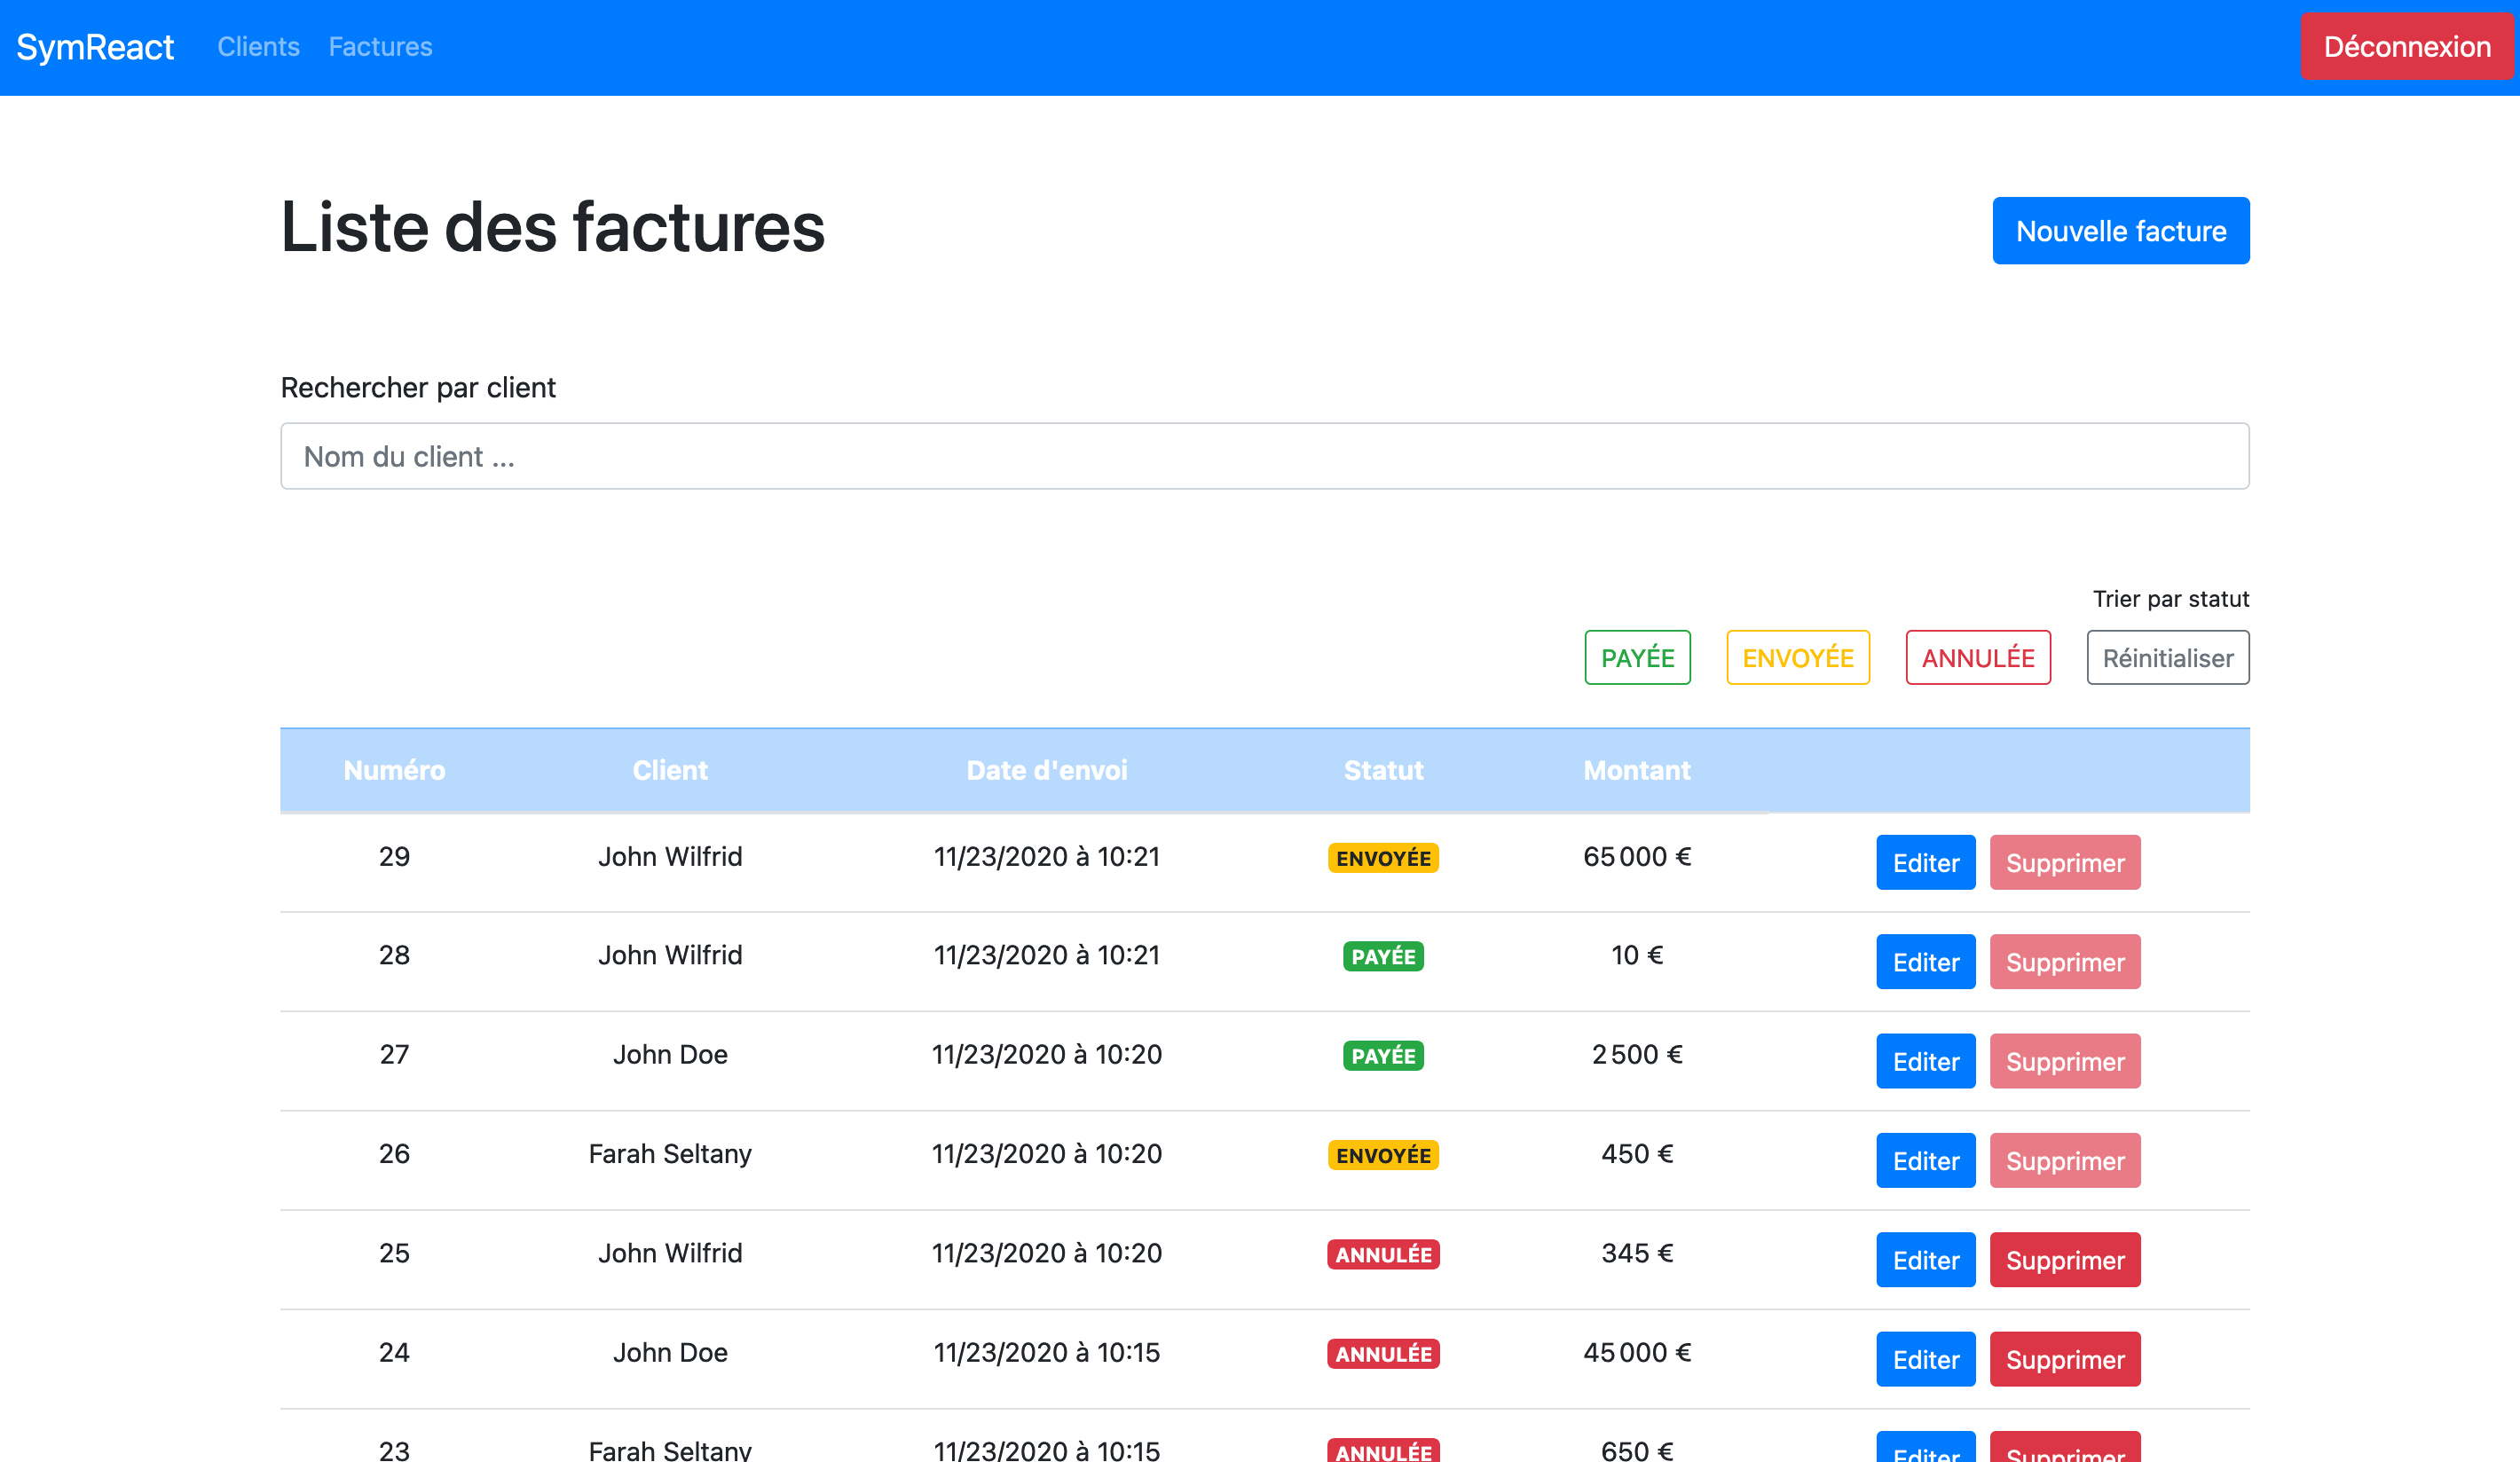 SymReact Clients Factures Déconnexion
Liste des factures Nouvelle facture
Rechercher par client
Nom du client ...
Trier par statut
PAYÉE ENVOYÉE ANNULÉE Réinitialiser
Numéro Client Date d'envoi Statut Montant
29 John Wilfrid 11/23/2020 à 10:21 ENVOYÉE 65 000 € Editer Supprimer
28 John Wilfrid 11/23/2020 à 10:21 PAYÉE 10 € Editer Supprimer
27 John Doe 11/23/2020 à 10:20 PAYÉE 2 500 € Editer Supprimer
26 Farah Seltany 11/23/2020 à 10:20 ENVOYÉE 450 € Editer Supprimer
25 John Wilfrid 11/23/2020 à 10:20 ANNULÉE 345 € Editer Supprimer
24 John Doe 11/23/2020 à 10:15 ANNULÉE 45 000 € Editer Supprimer
23 Farah Seltany 11/23/2020 à 10:15 ANNULÉE 650 € Editer Supprimer